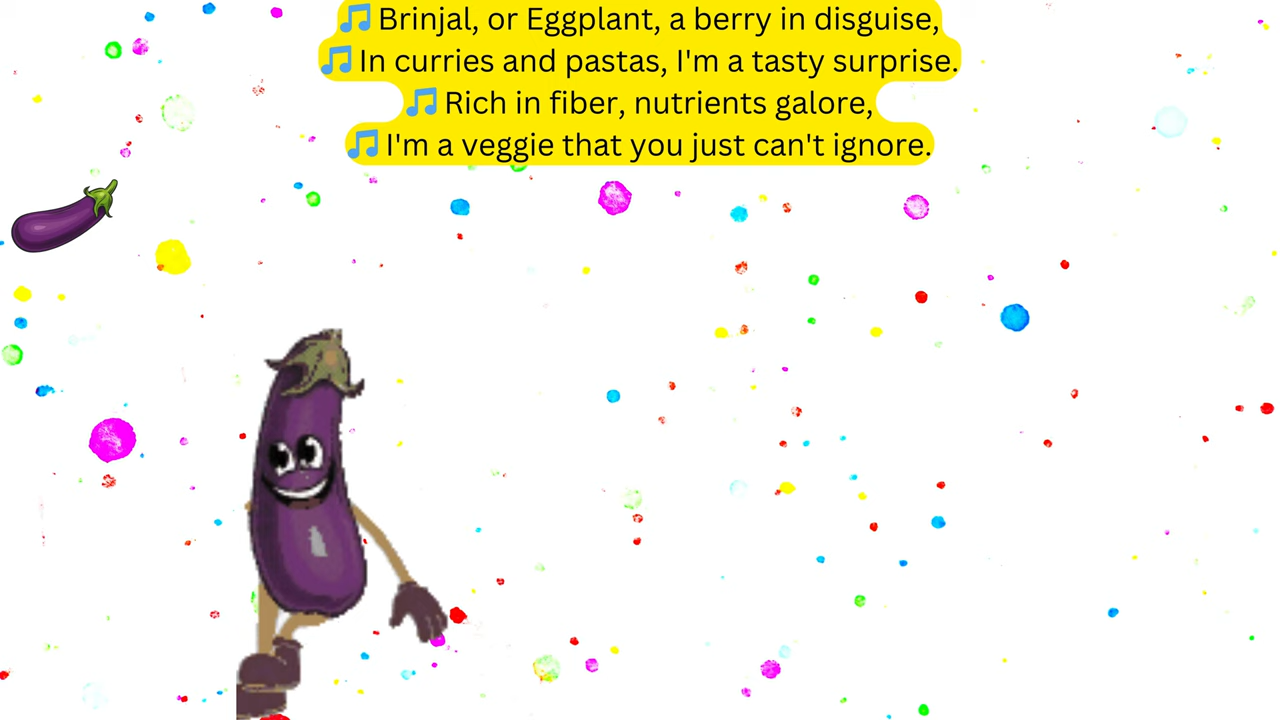 🎵 Brinjal, or Eggplant, a berry in disguise,
🎵 In curries and pastas, I'm a tasty surprise.
🎵 Rich in fiber, nutrients galore,
🎵 I'm a veggie that you just can't ignore.